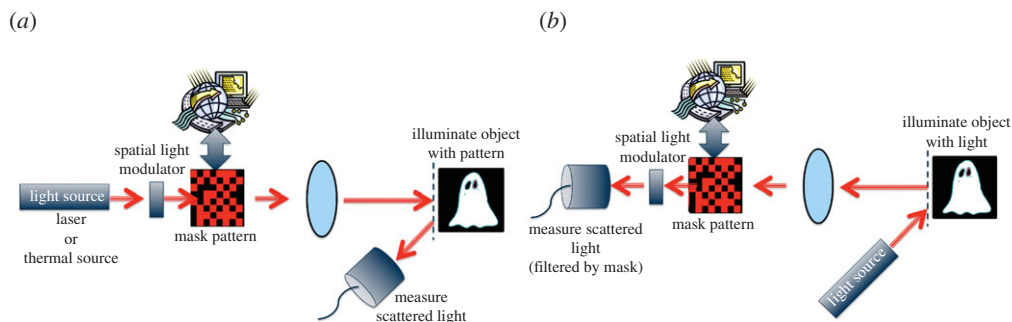 (a)
spatial light
modulator
light source
laser
or
thermal source
mask pattern
illuminate object
with pattern
measure
scattered light
(b)
spatial light
modulator
illuminate object
with light
mask pattern
measure scattered
light
(filtered by mask)
light source